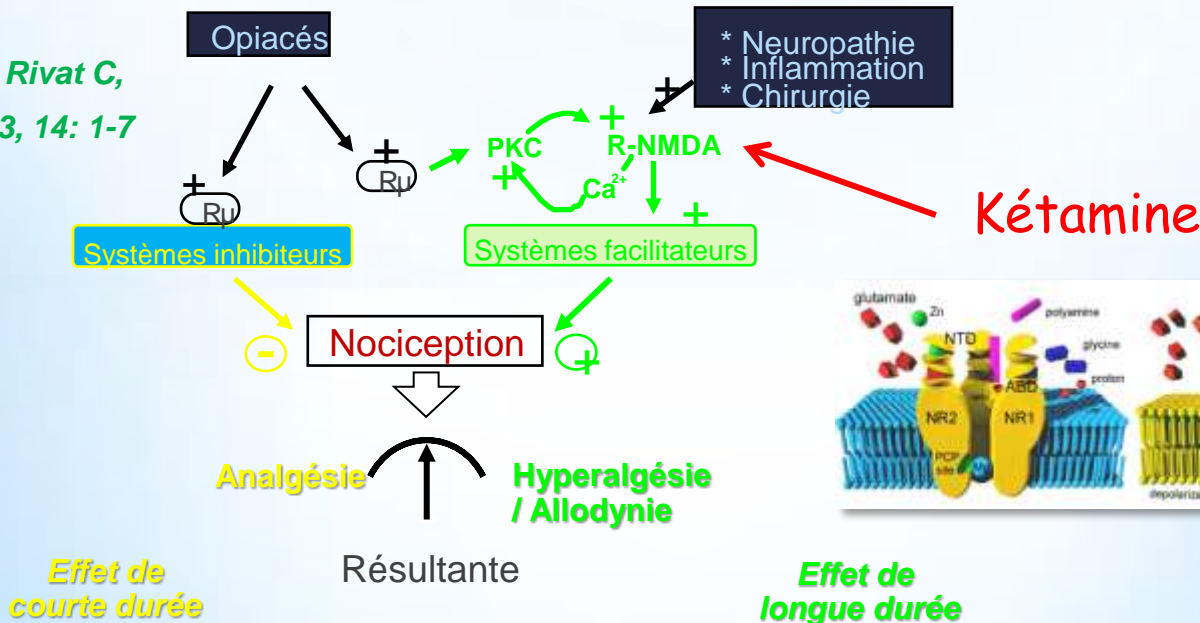 Opiacés
* Neuropathie
* Inflammation
* Chirurgie
Rivat C,
3, 14: 1-7
+
+
+
+
PKC
R-NMDA
Rµ
Rµ
+
Ca2+
+
Kétamine
Systèmes inhibiteurs
Systèmes facilitateurs
-
Nociception
+
glutamate
Zn
polyamine
NTD
glycine
proton
ABD
NR2
NR1
PCP
site
Analgésie
Hyperalgésie
/ Allodynie
Résultante
Effet de
courte durée
Effet de
longue durée